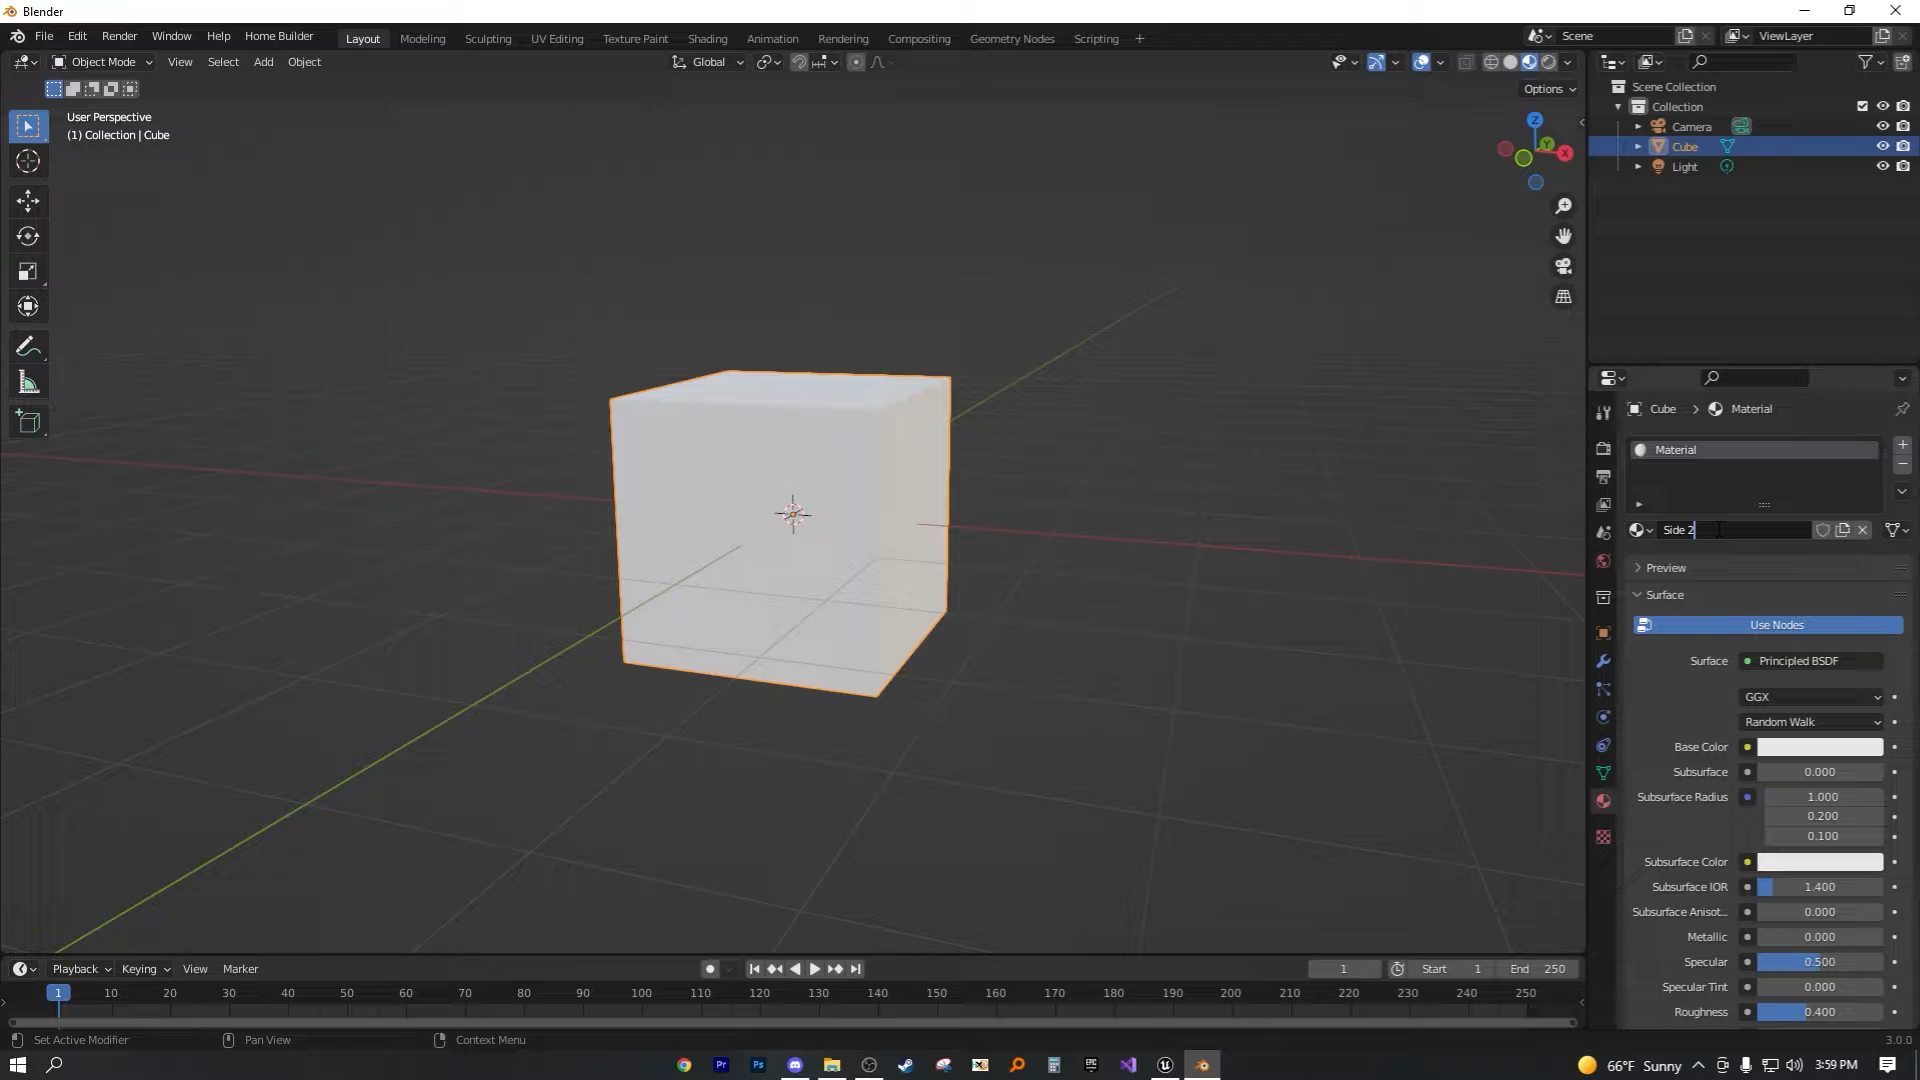 Blender
File Edit Render Window Help Home Builder
Layout Modeling Sculpting UV Editing Texture Paint Shading Animation Rendering Compositing Geometry Nodes Scripting +
Scene
ViewLayer
Object Mode View Select Add Object
Global
Options
User Perspective
(1) Collection | Cube
Z
Y
X
Scene Collection
Collection
Camera
Cube
Light
Cube > Material
Material
Side 2
Preview
Surface
Use Nodes
Surface Principled BSDF
GGX
Random Walk
Base Color
Subsurface 0.000
Subsurface Radius 1.000
0.200
0.100
Subsurface Color
Subsurface IOR 1.400
Subsurface Anisot... 0.000
Metallic 0.000
Specular 0.500
Specular Tint 0.000
Roughness 0.400
Playback Keying View Marker
1 Start 1 End 250
1 10 20 30 40 50 60 70 80 90 100 110 120 130 140 150 160 170 180 190 200 210 220 230 240 250
Set Active Modifier Pan View Context Menu
3.0.0
Pr Ps EPIC
66°F Sunny 3:59 PM